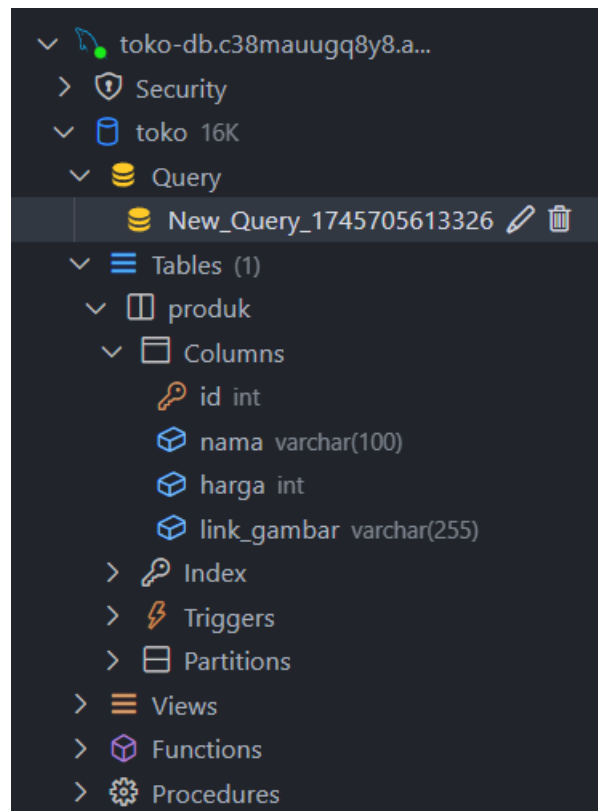 toko-db.c38mauugq8y8.a...
Security
toko 16K
Query
New_Query_1745705613326
Tables (1)
produk
Columns
id int
nama varchar(100)
harga int
link_gambar varchar(255)
Index
Triggers
Partitions
Views
Functions
Procedures